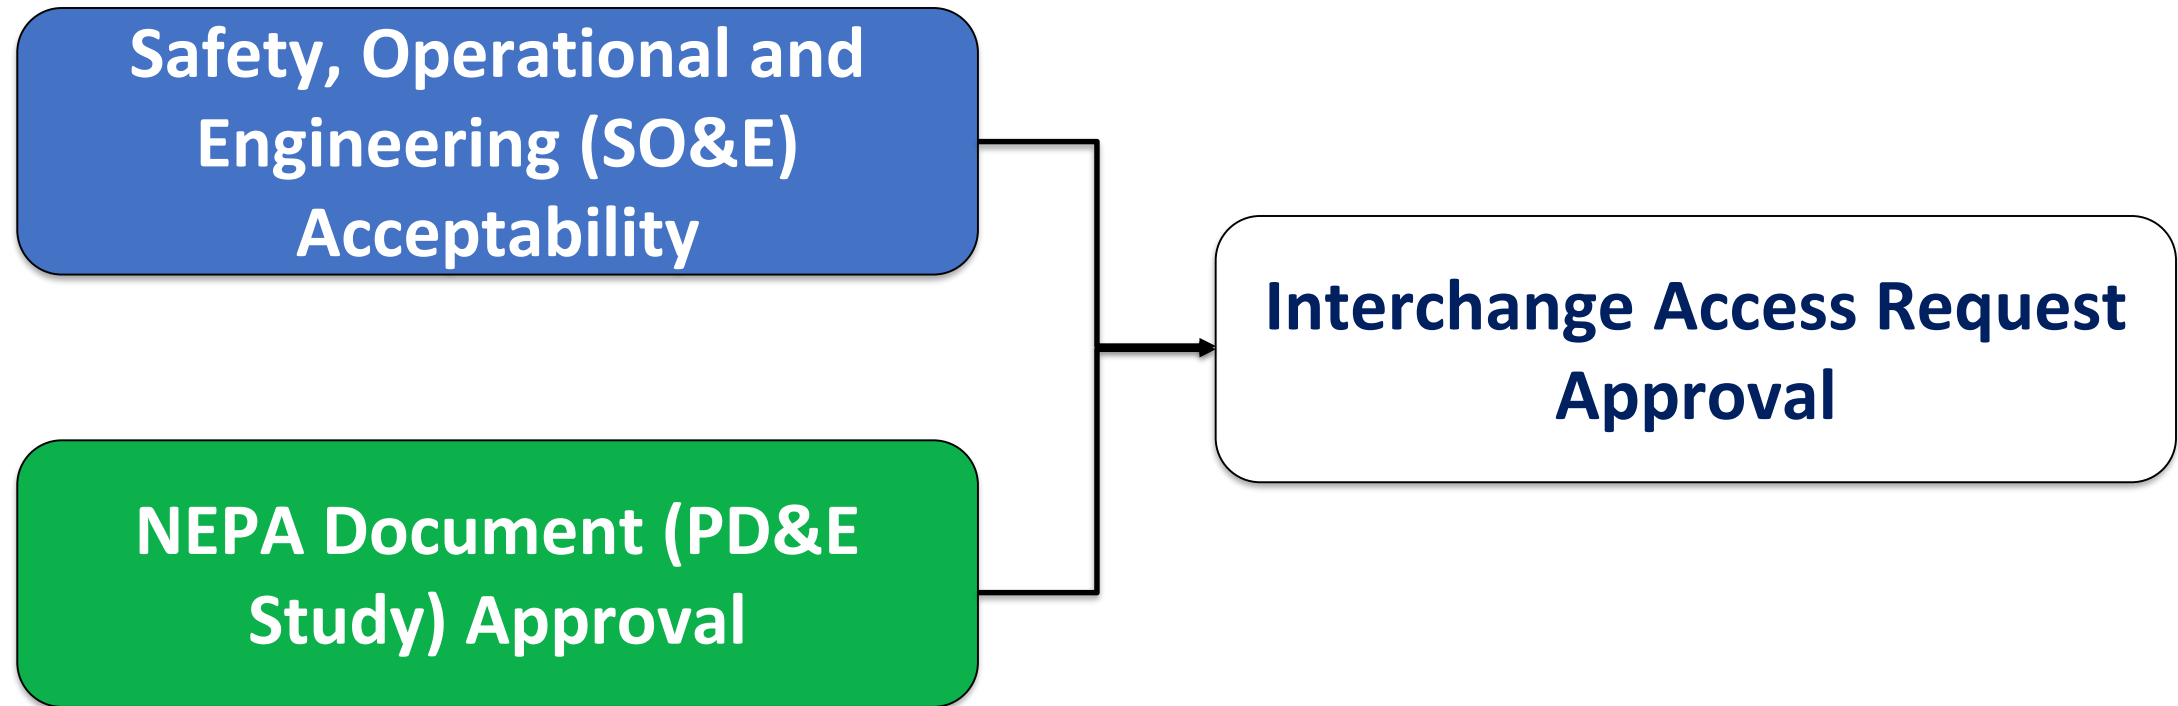 Safety, Operational and
Engineering (SO&E)
Acceptability
Interchange Access Request
Approval
NEPA Document (PD&E
Study) Approval